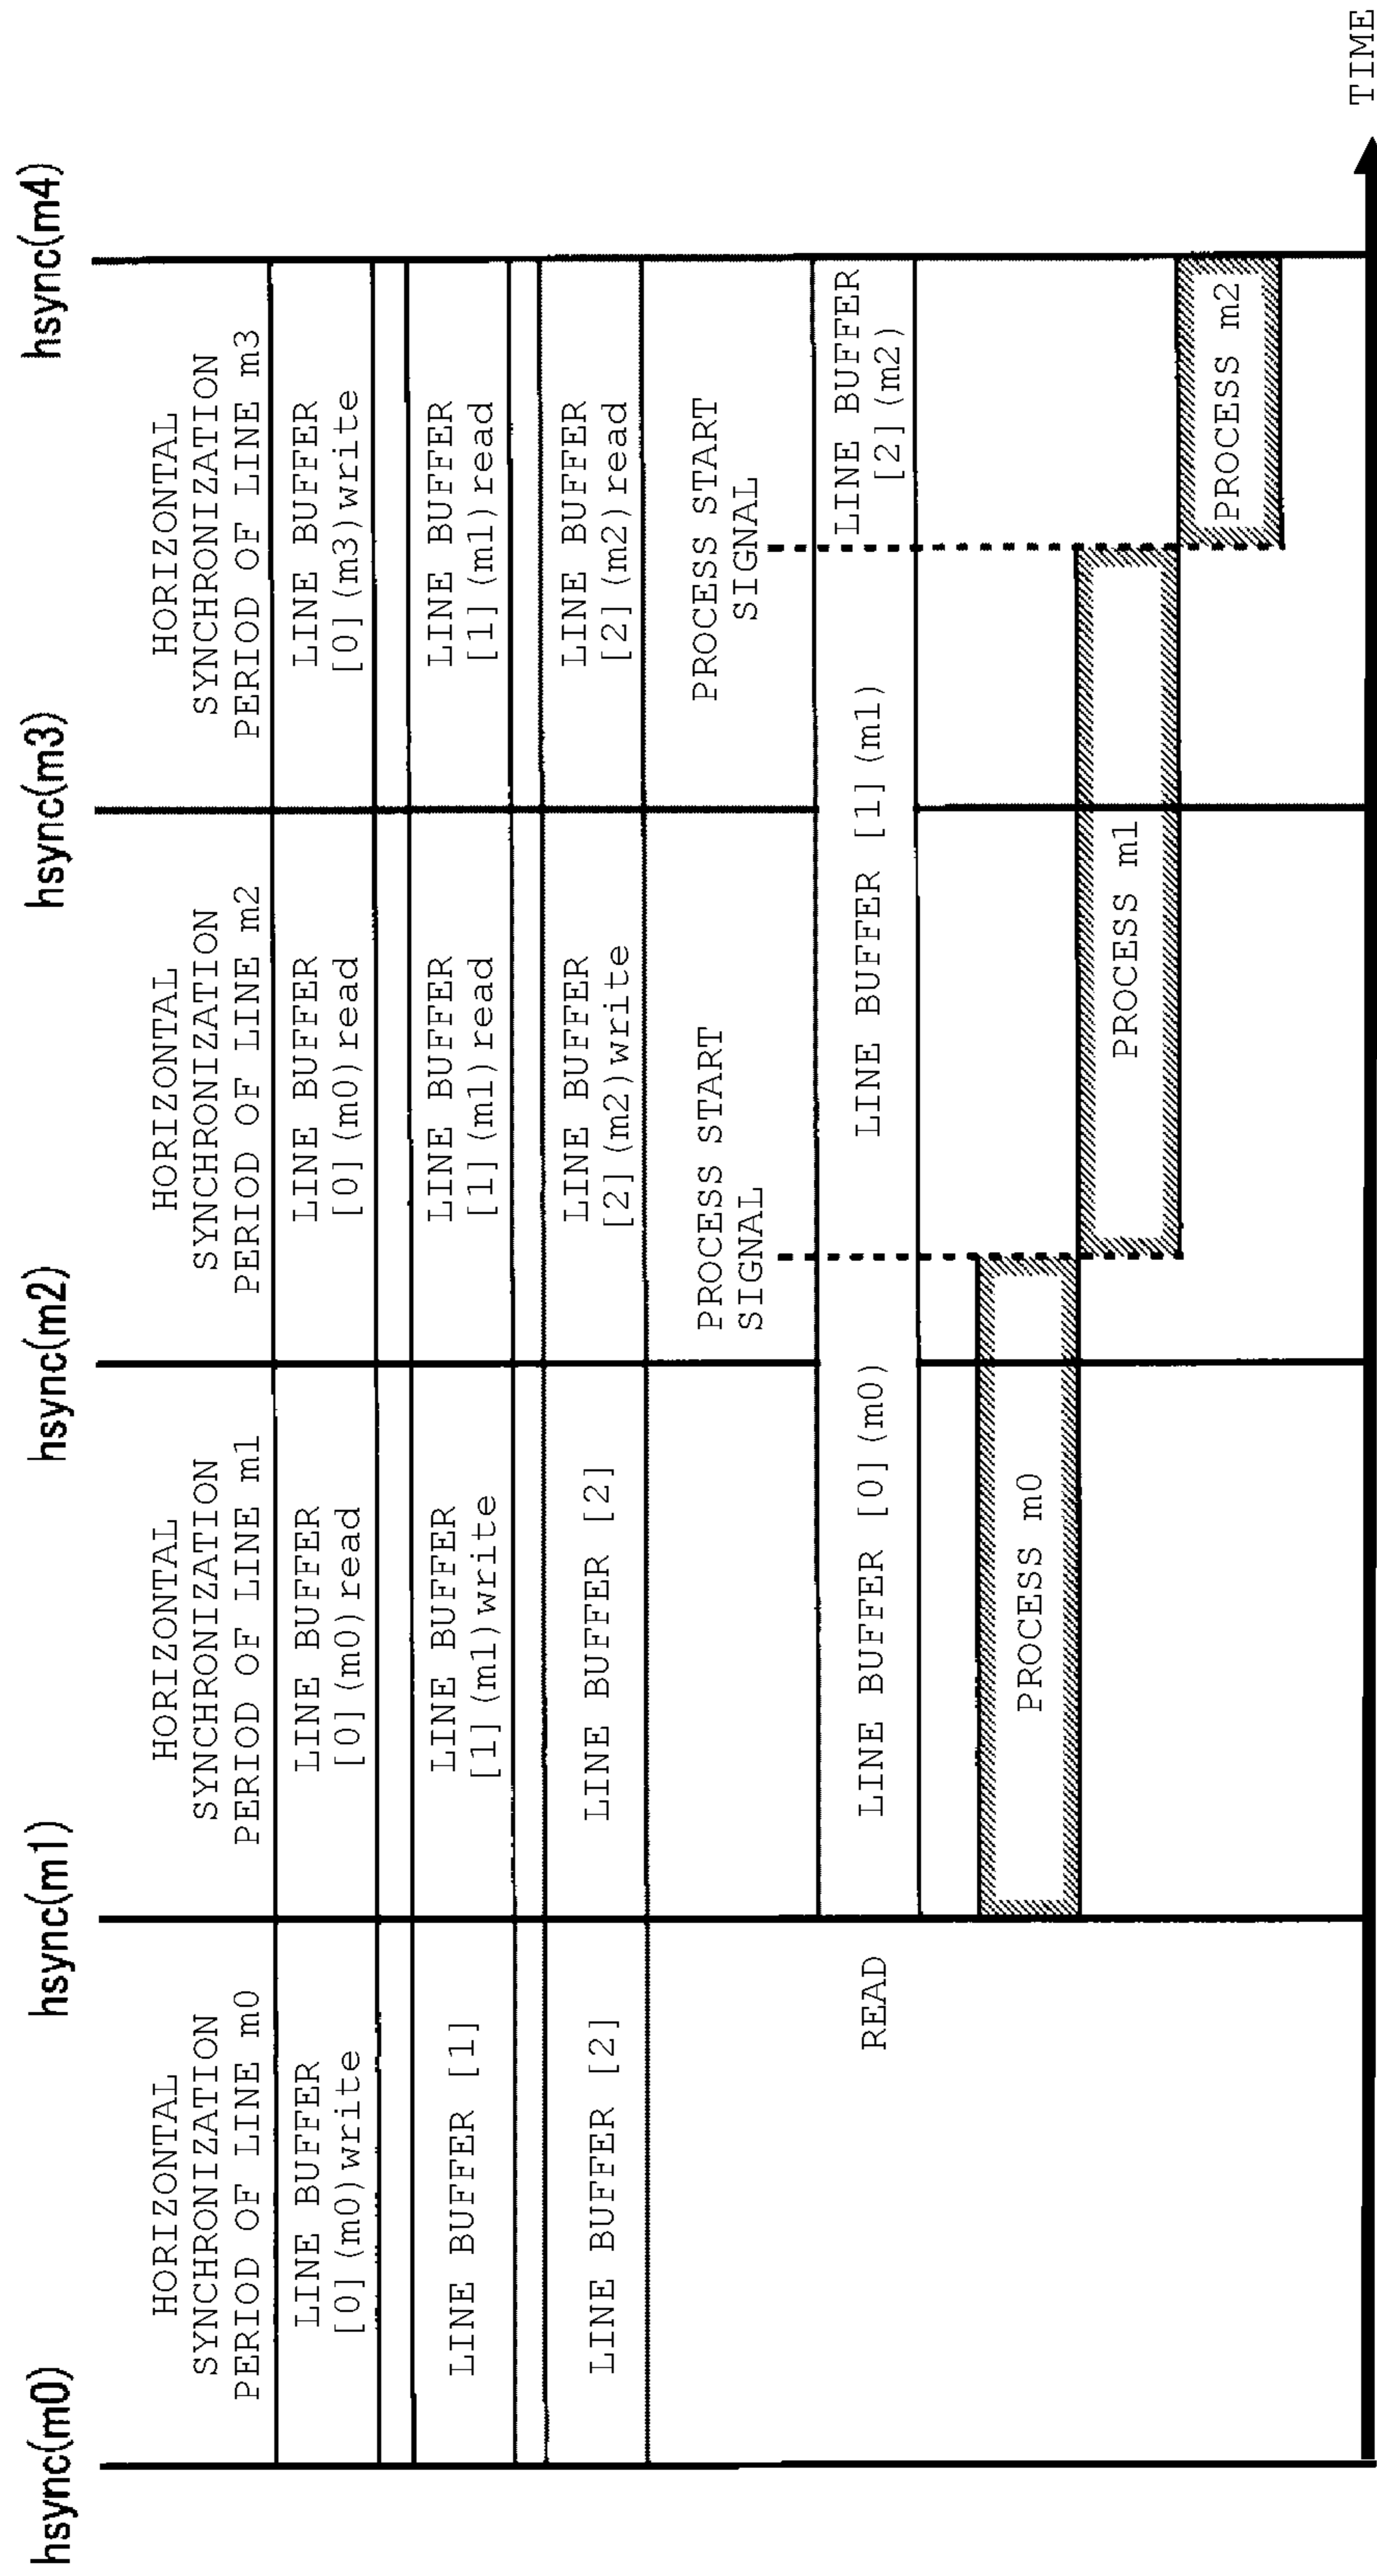 hsync(m0)
hsync(m1)
hsync(m2)
hsync(m3)
hsync(m4)
HORIZONTAL
SYNCHRONIZATION
PERIOD OF LINE m0
HORIZONTAL
SYNCHRONIZATION
PERIOD OF LINE m1
HORIZONTAL
SYNCHRONIZATION
PERIOD OF LINE m2
HORIZONTAL
SYNCHRONIZATION
PERIOD OF LINE m3
LINE BUFFER
[0](m0)write
LINE BUFFER
[0](m0)read
LINE BUFFER
[0](m0)read
LINE BUFFER
[0](m3)write
LINE BUFFER [1]
LINE BUFFER
[1](m1)write
LINE BUFFER
[1](m1)read
LINE BUFFER
[1](m1)read
LINE BUFFER [2]
LINE BUFFER [2]
LINE BUFFER
[2](m2)write
LINE BUFFER
[2](m2)read
PROCESS START
SIGNAL
PROCESS START
SIGNAL
READ
LINE BUFFER [0](m0)
LINE BUFFER [1](m1)
LINE BUFFER
[2](m2)
PROCESS m0
PROCESS m1
PROCESS m2
TIME